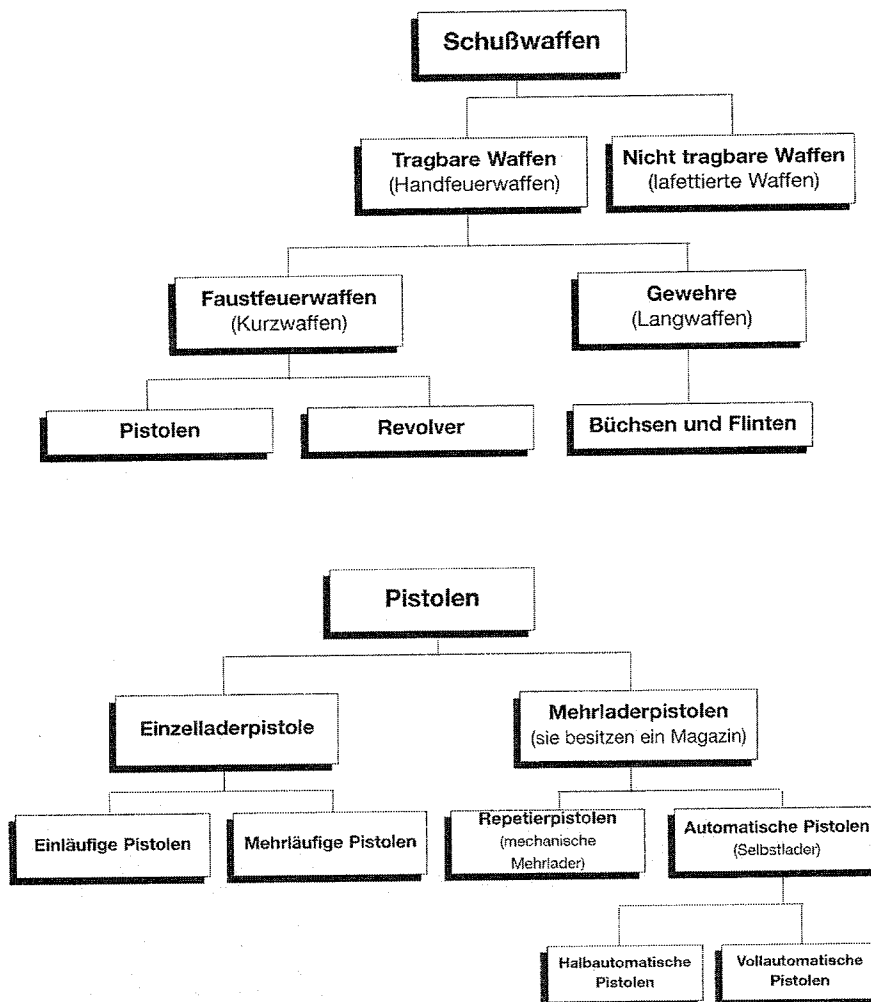 Schußwaffen
Tragbare Waffen
(Handfeuerwaffen)
Nicht tragbare Waffen
(lafettierte Waffen)
Faustfeuerwaffen
(Kurzwaffen)
Gewehre
(Langwaffen)
Pistolen
Revolver
Büchsen und Flinten
Pistolen
Einzelladerpistole
Mehrladerpistolen
(sie besitzen ein Magazin)
Einläufige Pistolen
Mehrläufige Pistolen
Repetierpistolen
(mechanische
Mehrlader)
Automatische Pistolen
(Selbstlader)
Halbautomatische
Pistolen
Vollautomatische
Pistolen